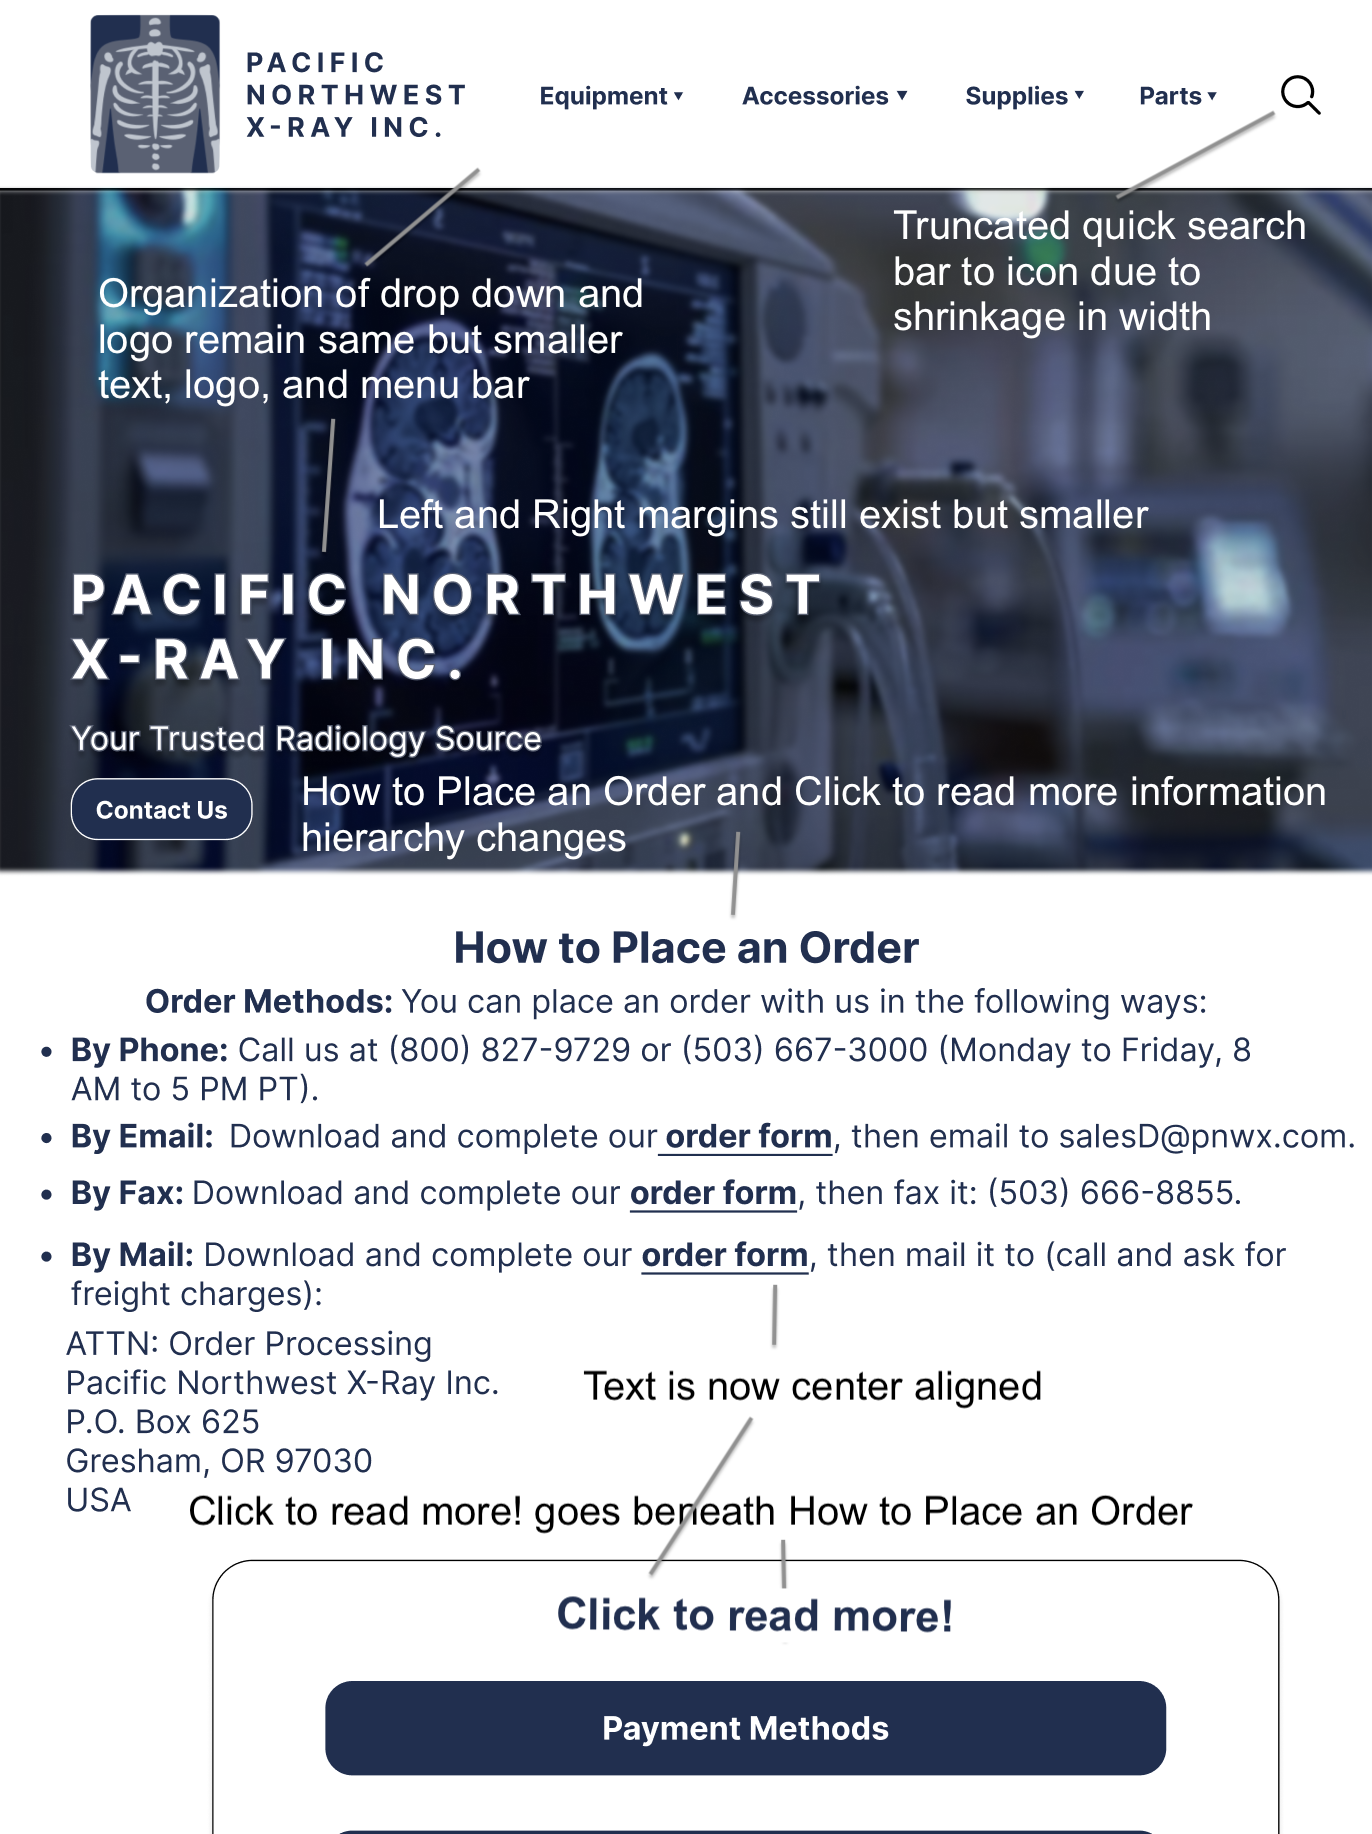 PACIFIC
NORTHWEST
X-RAY INC.
Equipment ▾
Accessories ▾
Supplies ▾
Parts ▾
Truncated quick search
bar to icon due to
shrinkage in width
Organization of drop down and
logo remain same but smaller
text, logo, and menu bar
Left and Right margins still exist but smaller
PACIFIC NORTHWEST
X-RAY INC.
Your Trusted Radiology Source
Contact Us
How to Place an Order and Click to read more information
hierarchy changes
How to Place an Order
Order Methods: You can place an order with us in the following ways:
• By Phone: Call us at (800) 827-9729 or (503) 667-3000 (Monday to Friday, 8
AM to 5 PM PT).
• By Email: Download and complete our order form, then email to salesD@pnwx.com.
• By Fax: Download and complete our order form, then fax it: (503) 666-8855.
• By Mail: Download and complete our order form, then mail it to (call and ask for
freight charges):
ATTN: Order Processing
Pacific Northwest X-Ray Inc.
P.O. Box 625
Gresham, OR 97030
USA
Text is now center aligned
Click to read more! goes beneath How to Place an Order
Click to read more!
Payment Methods